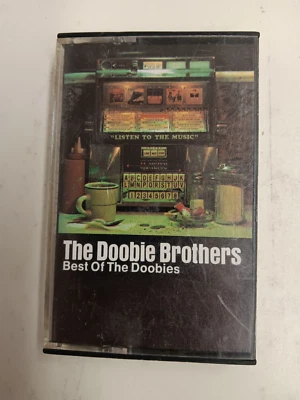 "LISTEN TO THE MUSIC"
The Doobie Brothers
Best Of The Doobies